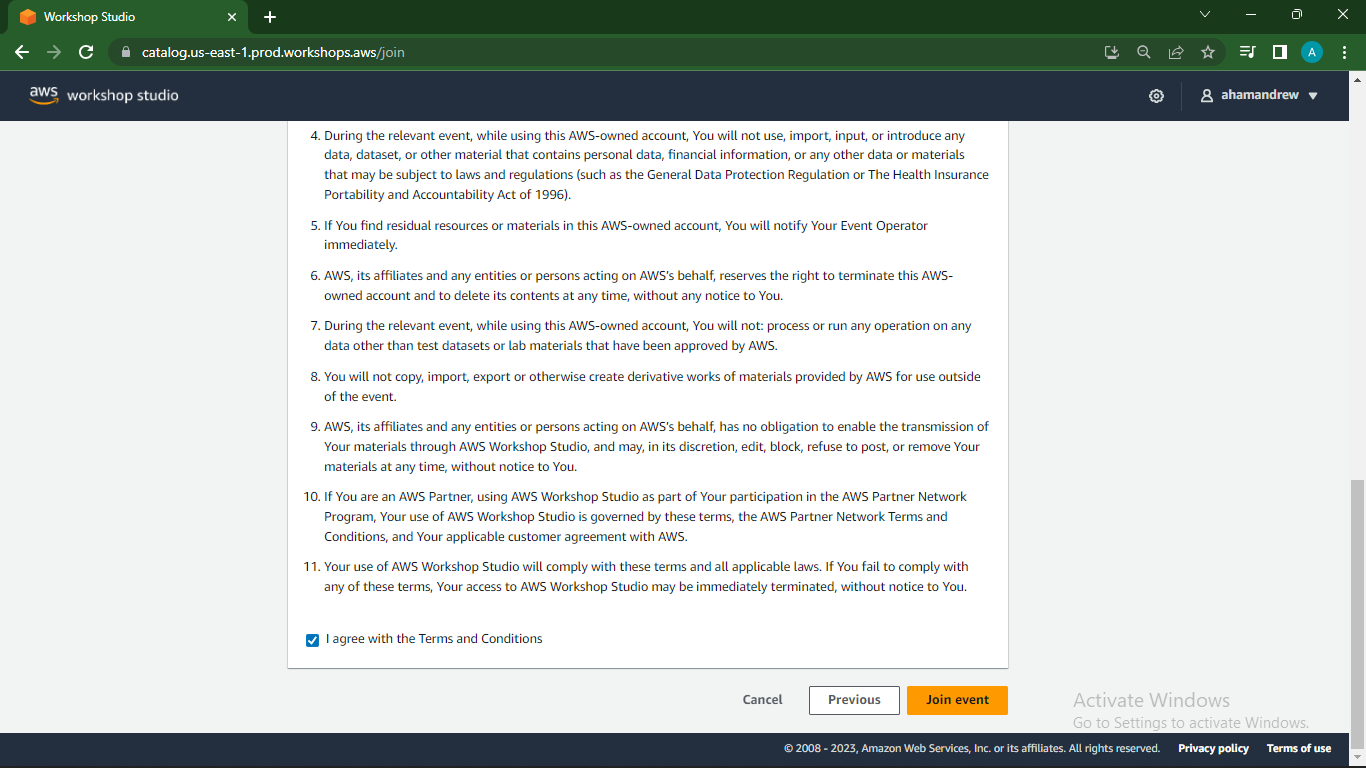 Workshop Studio
catalog.us-east-1.prod.workshops.aws/join
A
aws workshop studio
ahamandrew
4. During the relevant event, while using this AWS-owned account, You will not use, import, input, or introduce any
data, dataset, or other material that contains personal data, financial information, or any other data or materials
that may be subject to laws and regulations (such as the General Data Protection Regulation or The Health Insurance
Portability and Accountability Act of 1996).
5. If You find residual resources or materials in this AWS-owned account, You will notify Your Event Operator
immediately.
6. AWS, its affiliates and any entities or persons acting on AWS's behalf, reserves the right to terminate this AWS-
owned account and to delete its contents at any time, without any notice to You.
7. During the relevant event, while using this AWS-owned account, You will not: process or run any operation on any
data other than test datasets or lab materials that have been approved by AWS.
8. You will not copy, import, export or otherwise create derivative works of materials provided by AWS for use outside
of the event.
9. AWS, its affiliates and any entities or persons acting on AWS's behalf, has no obligation to enable the transmission of
Your materials through AWS Workshop Studio, and may, in its discretion, edit, block, refuse to post, or remove Your
materials at any time, without notice to You.
10. If You are an AWS Partner, using AWS Workshop Studio as part of Your participation in the AWS Partner Network
Program, Your use of AWS Workshop Studio is governed by these terms, the AWS Partner Network Terms and
Conditions, and Your applicable customer agreement with AWS.
11. Your use of AWS Workshop Studio will comply with these terms and all applicable laws. If You fail to comply with
any of these terms, Your access to AWS Workshop Studio may be immediately terminated, without notice to You.
I agree with the Terms and Conditions
Cancel Previous Join event
Activate Windows
Go to Settings to activate Windows.
© 2008 - 2023, Amazon Web Services, Inc. or its affiliates. All rights reserved. Privacy policy Terms of use